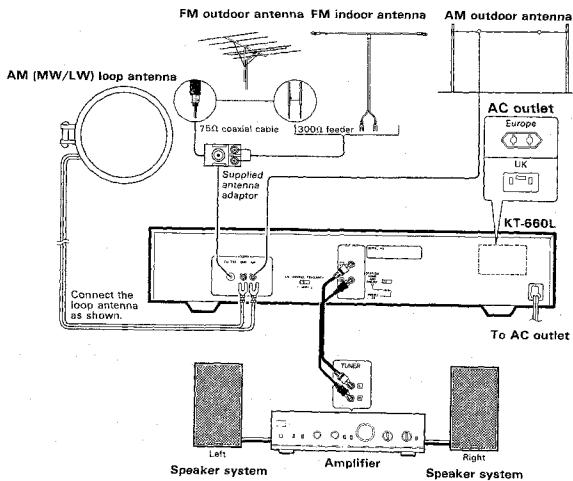 FM outdoor antenna FM indoor antenna AM outdoor antenna
AM (MW/LW) loop antenna
AC outlet
Europe
75Ω coaxial cable
300Ω feeder
UK
Supplied
antenna
adaptor
KT-660L
Connect the
loop antenna
as shown.
To AC outlet
TUNER
Left
Right
Amplifier
Speaker system
Speaker system